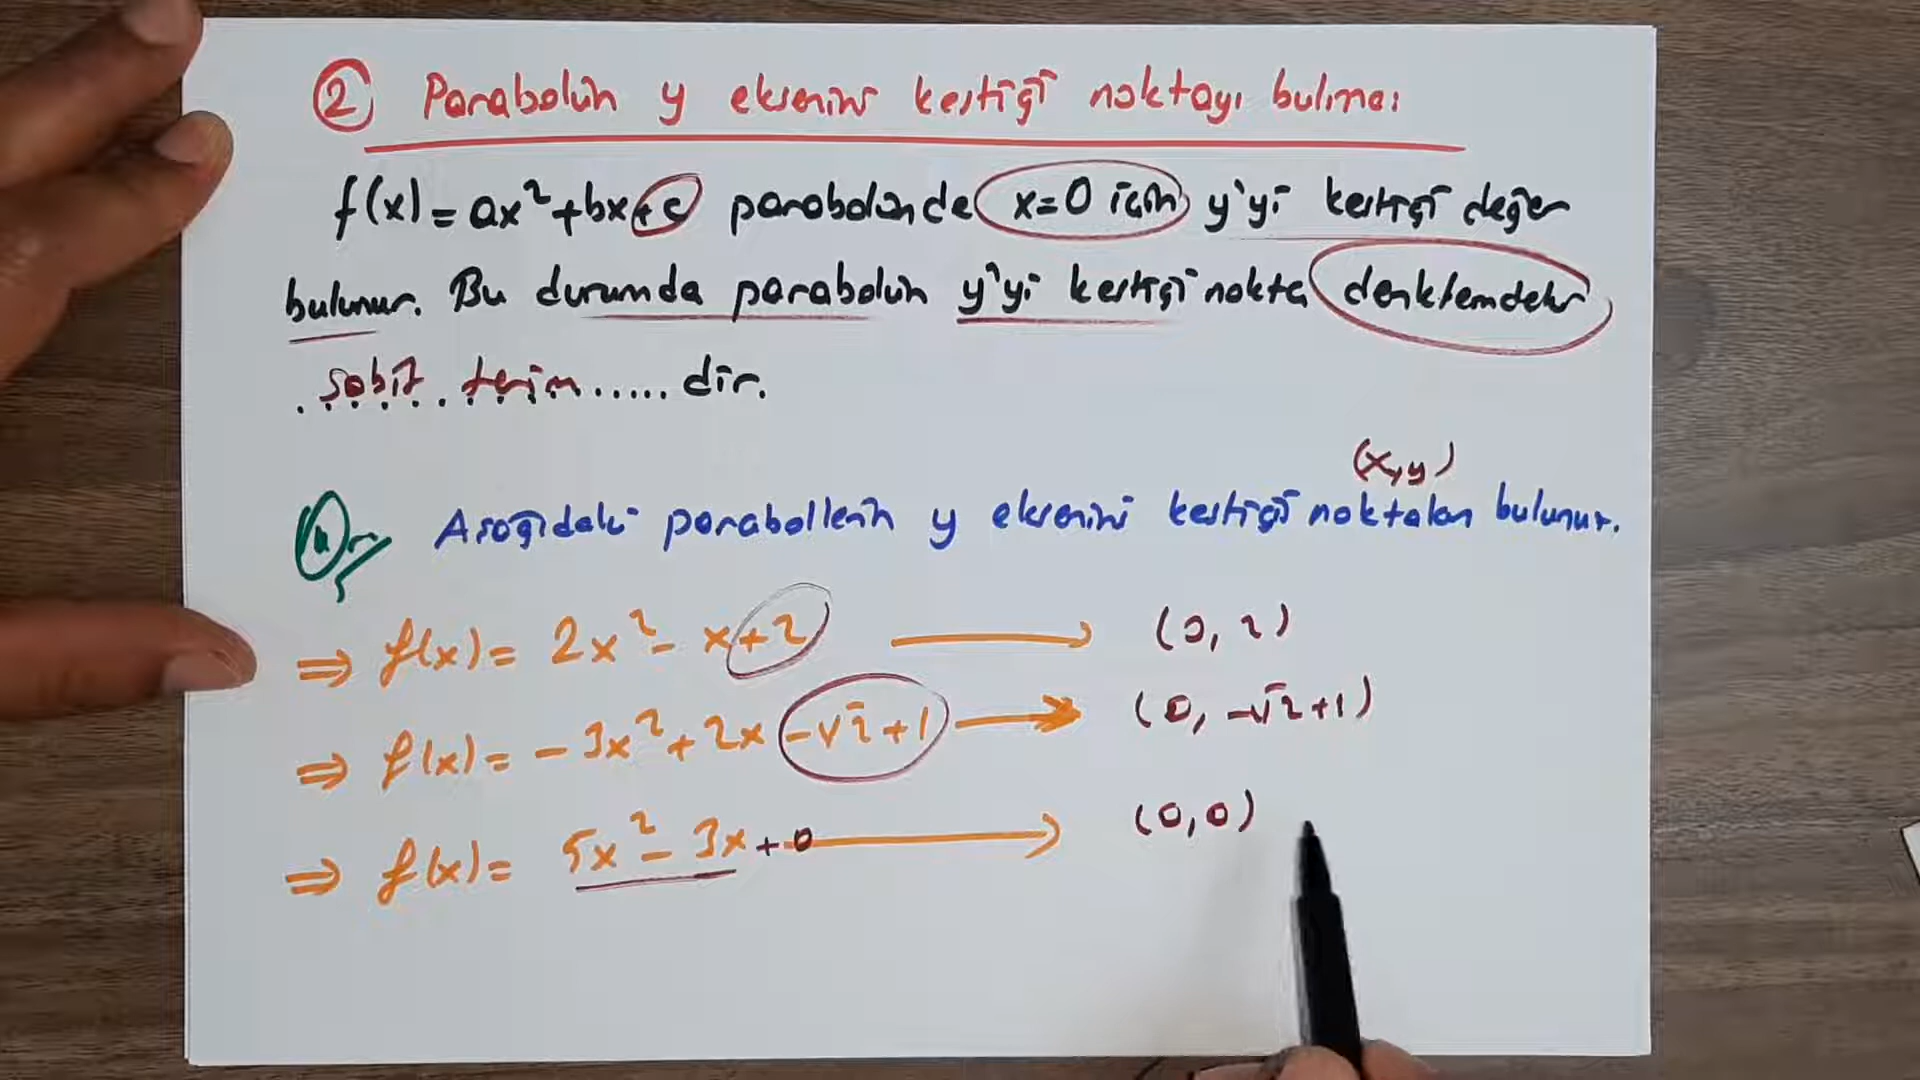 ② Parabolün y eksenini kestiği noktayı bulma:
f(x) = ax² + bx + c parabolünde x=0 için y'yi kestiği değer
bulunur. Bu durumda parabolün y'yi kestiği nokta denklemdeki
sabit terim.....dir.
(x,y)
Ör Aşağıdaki parabollerin y eksenini kestiği noktaları bulunur.
⇒ f(x) = 2x² - x + 2 → (0, 2)
⇒ f(x) = -3x² + 2x - √2 + 1 → (0, -√2+1)
⇒ f(x) = 5x² - 3x + 0 → (0,0)